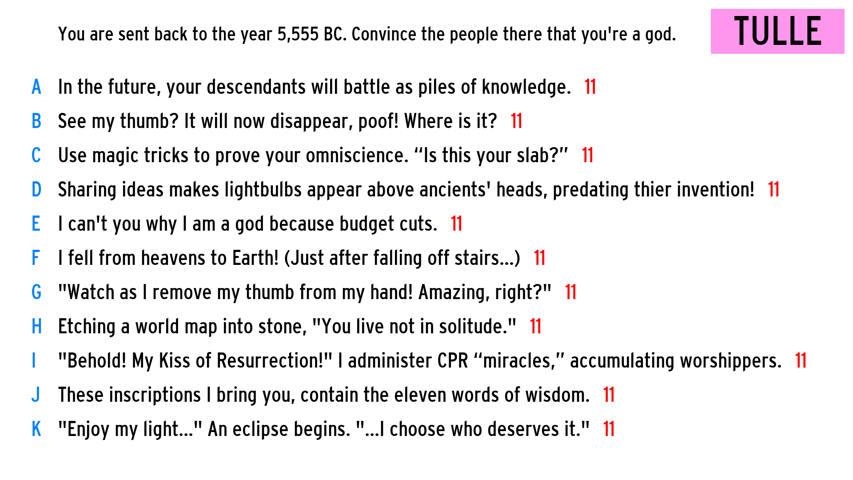 You are sent back to the year 5,555 BC. Convince the people there that you're a god.
TULLE
A In the future, your descendants will battle as piles of knowledge. 11
B See my thumb? It will now disappear, poof! Where is it? 11
C Use magic tricks to prove your omniscience. “Is this your slab?” 11
D Sharing ideas makes lightbulbs appear above ancients' heads, predating thier invention! 11
E I can't you why I am a god because budget cuts. 11
F I fell from heavens to Earth! (Just after falling off stairs...) 11
G "Watch as I remove my thumb from my hand! Amazing, right?" 11
H Etching a world map into stone, "You live not in solitude." 11
I "Behold! My Kiss of Resurrection!" I administer CPR “miracles,” accumulating worshippers. 11
J These inscriptions I bring you, contain the eleven words of wisdom. 11
K "Enjoy my light..." An eclipse begins. "...I choose who deserves it." 11